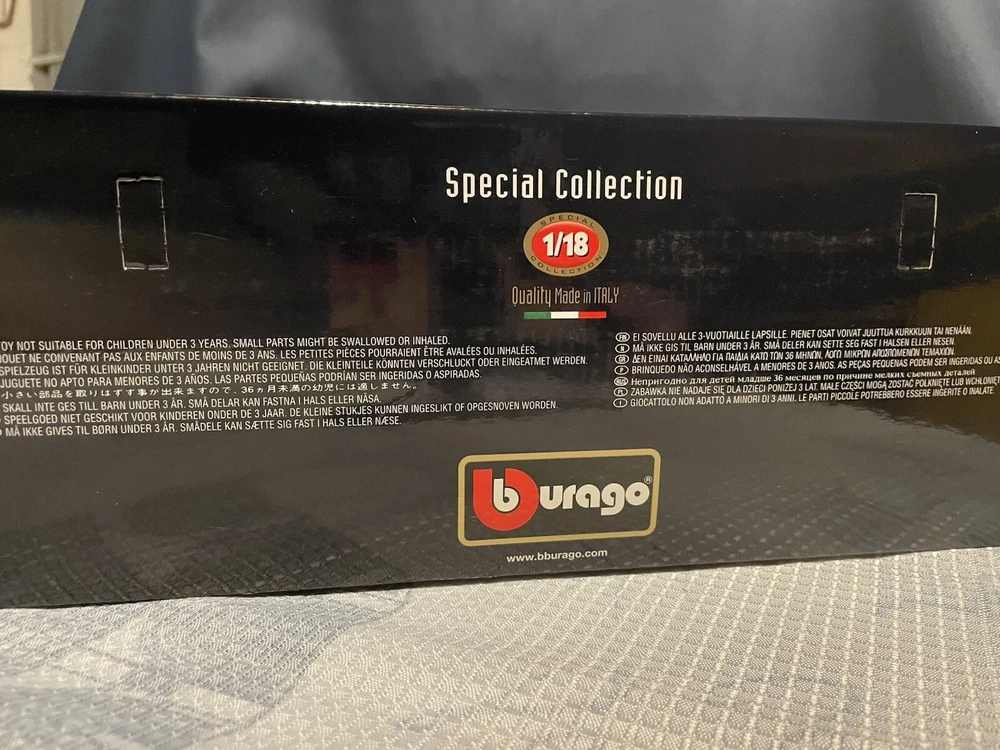 Special Collection
SPECIAL
1/18
COLLECTION
Quality Made in ITALY
TOY NOT SUITABLE FOR CHILDREN UNDER 3 YEARS. SMALL PARTS MIGHT BE SWALLOWED OR INHALED.
JOUET NE CONVENANT PAS AUX ENFANTS DE MOINS DE 3 ANS. LES PETITES PIÈCES POURRAIENT ÊTRE AVALÉES OU INHALÉES.
SPIELZEUG IST FÜR KLEINKINDER UNTER 3 JAHREN NICHT GEEIGNET. DIE KLEINTEILE KÖNNTEN VERSCHLUCKT ODER EINGEATMET WERDEN.
JUGUETE NO APTO PARA MENORES DE 3 AÑOS. LAS PARTES PEQUEÑAS PODRÍAN SER INGERIDAS O ASPIRADAS.
小さい部品を取りはずす事が出来ますので、36ヵ月未満の幼児には適しません。
SKALL INTE GES TILL BARN UNDER 3 ÅR. SMÅ DELAR KAN FASTNA I HALS ELLER NÄSA.
SPEELGOED NIET GESCHIKT VOOR KINDEREN ONDER DE 3 JAAR. DE KLEINE STUKJES KUNNEN INGESLIKT OF OPGESNOVEN WORDEN.
MÅ IKKE GIVES TIL BØRN UNDER 3 ÅR. SMÅDELE KAN SÆTTE SIG FAST I HALS ELLER NÆSE.
EI SOVELLU ALLE 3-VUOTIAILLE LAPSILLE. PIENET OSAT VOIVAT JUUTTUA KURKKUUN TAI NENÄÄN.
N MÅ IKKE GIS TIL BARN UNDER 3 ÅR. SMÅ DELER KAN SETTE SEG FAST I HALSEN ELLER NESEN
GR ΔΕΝ ΕΙΝΑΙ ΚΑΤΑΛΛΗΛΟ ΓΙΑ ΠΑΙΔΙΑ ΚΑΤΩ ΤΩΝ 36 ΜΗΝΩΝ, ΛΟΓΩ ΜΙΚΡΩΝ ΑΠΟΣΠΩΜΕΝΩΝ ΤΕΜΑΧΙΩΝ.
P BRINQUEDO NÃO ACONSELHÁVEL A MENORES DE 3 ANOS. AS PEÇAS PEQUENAS PODEM SER INGERIDAS OU AS
RUS Непригодно для детей младше 36 месяцев по причине мелких съемных деталей
PL ZABAWKA NIE NADAJE SIĘ DLA DZIECI PONIŻEJ 3 LAT. MAŁE CZĘŚCI MOGĄ ZOSTAĆ POŁKNIĘTE LUB WCHŁONIĘT
I GIOCATTOLO NON ADATTO A MINORI DI 3 ANNI. LE PARTI PICCOLE POTREBBERO ESSERE INGERITE O INALATE.
bburago®
www.bburago.com